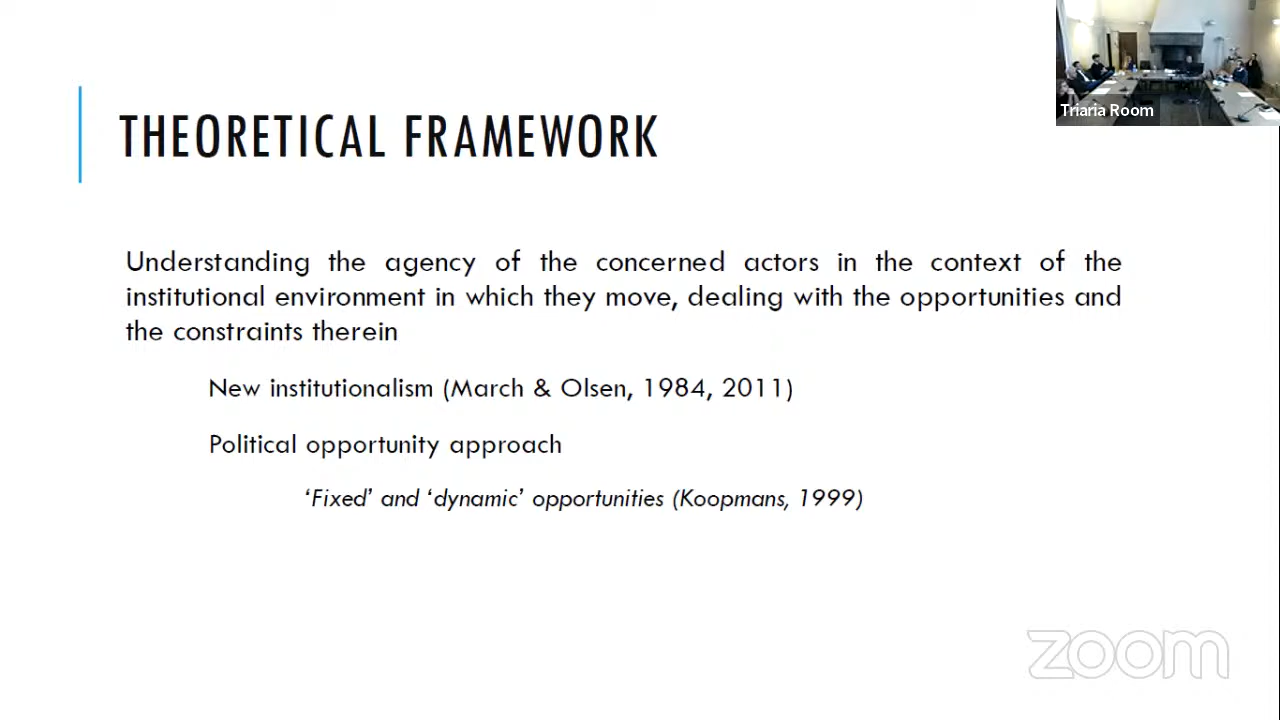 Triaria Room
THEORETICAL FRAMEWORK
Understanding the agency of the concerned actors in the context of the
institutional environment in which they move, dealing with the opportunities and
the constraints therein
New institutionalism (March & Olsen, 1984, 2011)
Political opportunity approach
‘Fixed’ and ‘dynamic’ opportunities (Koopmans, 1999)
zoom